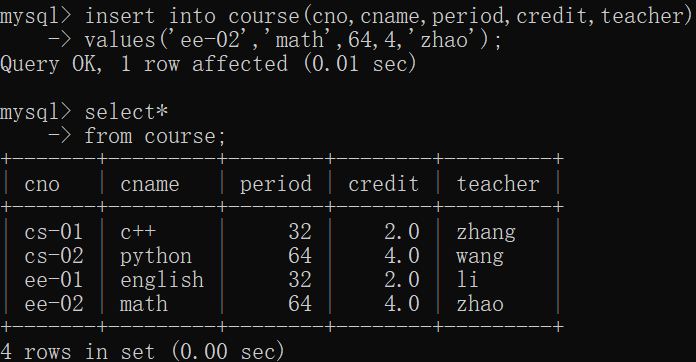 mysql> insert into course(cno,cname,period,credit,teacher)
    -> values('ee-02','math',64,4,'zhao');
Query OK, 1 row affected (0.01 sec)

mysql> select*
    -> from course;
+-------+---------+--------+--------+---------+
| cno   | cname   | period | credit | teacher |
+-------+---------+--------+--------+---------+
| cs-01 | c++     |     32 |    2.0 | zhang   |
| cs-02 | python  |     64 |    4.0 | wang    |
| ee-01 | english |     32 |    2.0 | li      |
| ee-02 | math    |     64 |    4.0 | zhao    |
+-------+---------+--------+--------+---------+
4 rows in set (0.00 sec)